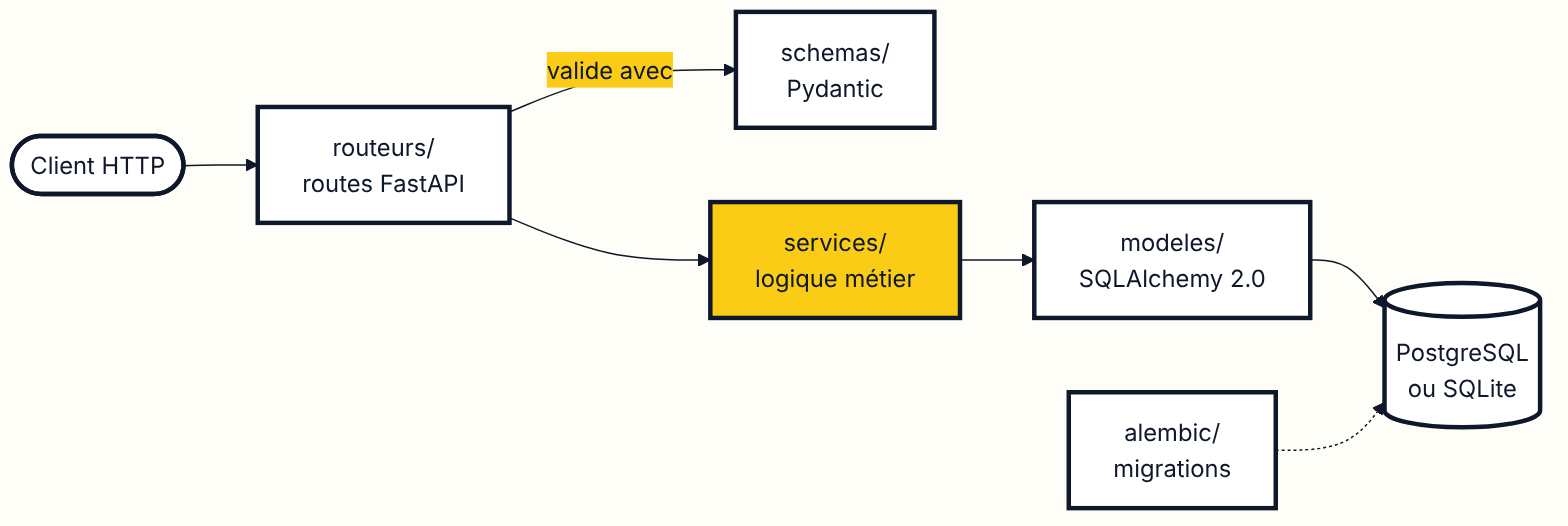 Client HTTP
routeurs/
routes FastAPI
valide avec
schemas/
Pydantic
services/
logique métier
modeles/
SQLAlchemy 2.0
alembic/
migrations
PostgreSQL
ou SQLite